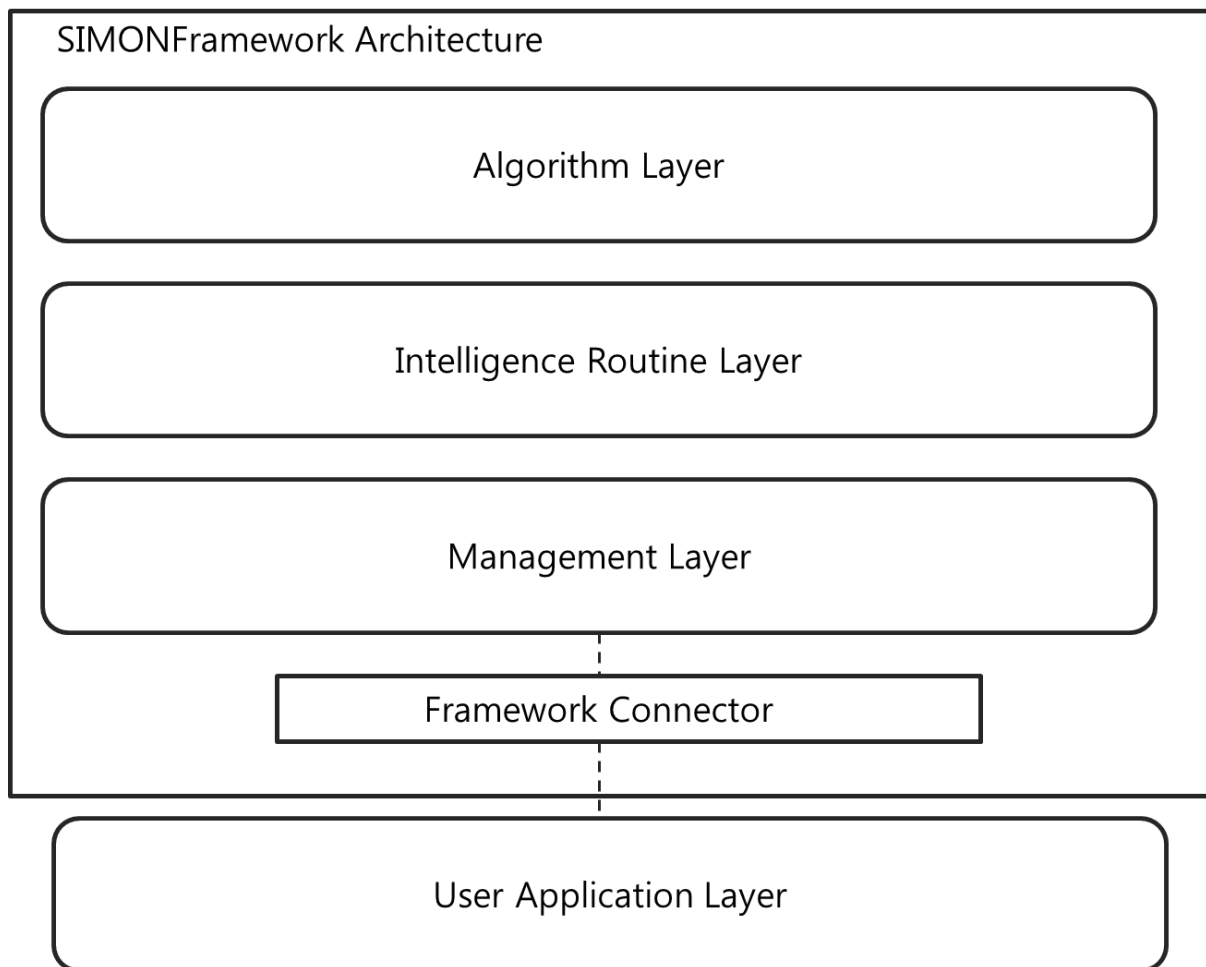 SIMONFramework Architecture
Algorithm Layer
Intelligence Routine Layer
Management Layer
Framework Connector
User Application Layer